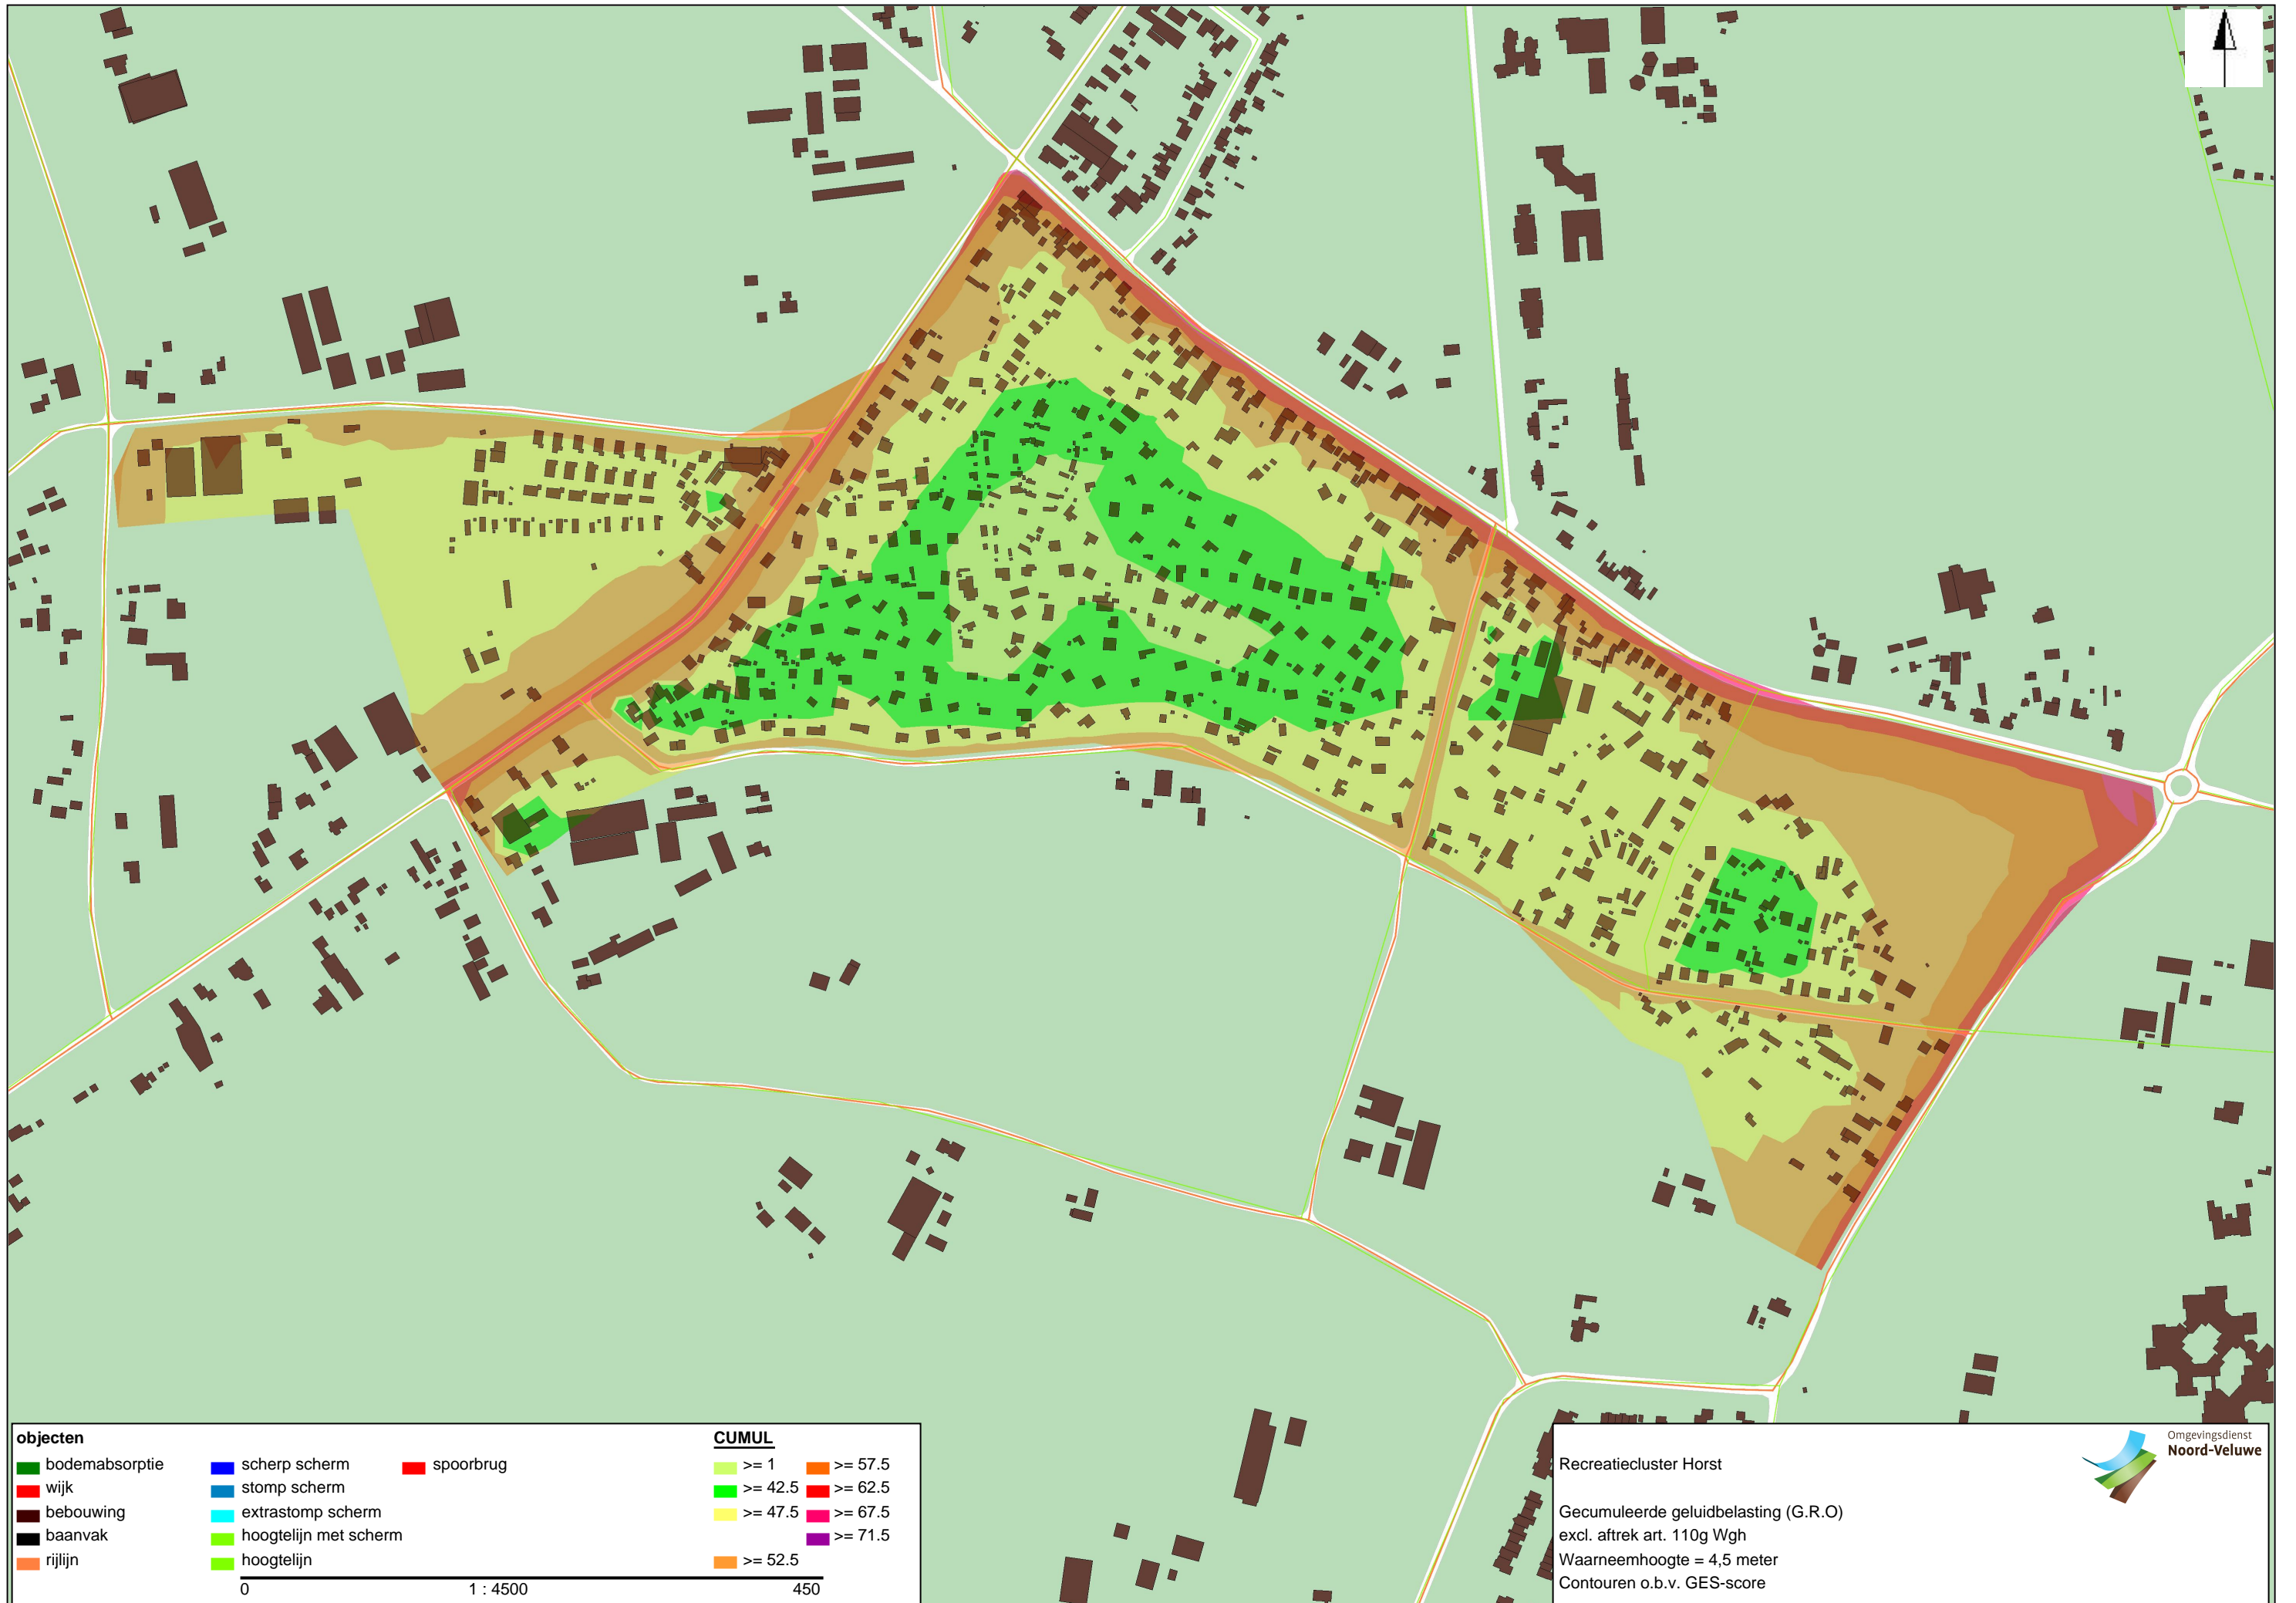 objecten
bodemabsorptie
wijk
bebouwing
baanvak
rijlijn
scherp scherm
stomp scherm
extrastomp scherm
hoogtelijn met scherm
hoogtelijn
spoorbrug
CUMUL
>= 1
>= 42.5
>= 47.5
>= 52.5
>= 57.5
>= 62.5
>= 67.5
>= 71.5
0 1 : 4500 450
Omgevingsdienst
Noord-Veluwe
Recreatiecluster Horst
Gecumuleerde geluidbelasting (G.R.O)
excl. aftrek art. 110g Wgh
Waarneemhoogte = 4,5 meter
Contouren o.b.v. GES-score